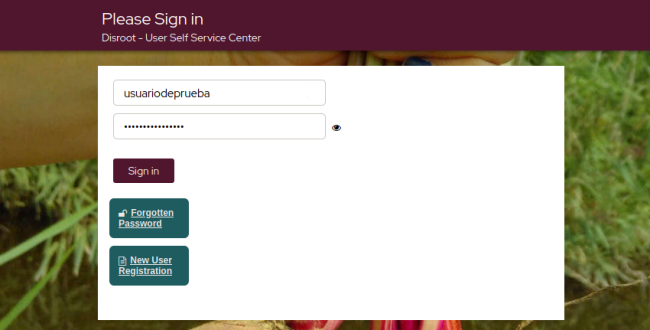 Please Sign in
Disroot - User Self Service Center
usuariodeprueba
••••••••••••••••
Sign in
Forgotten
Password
New User
Registration